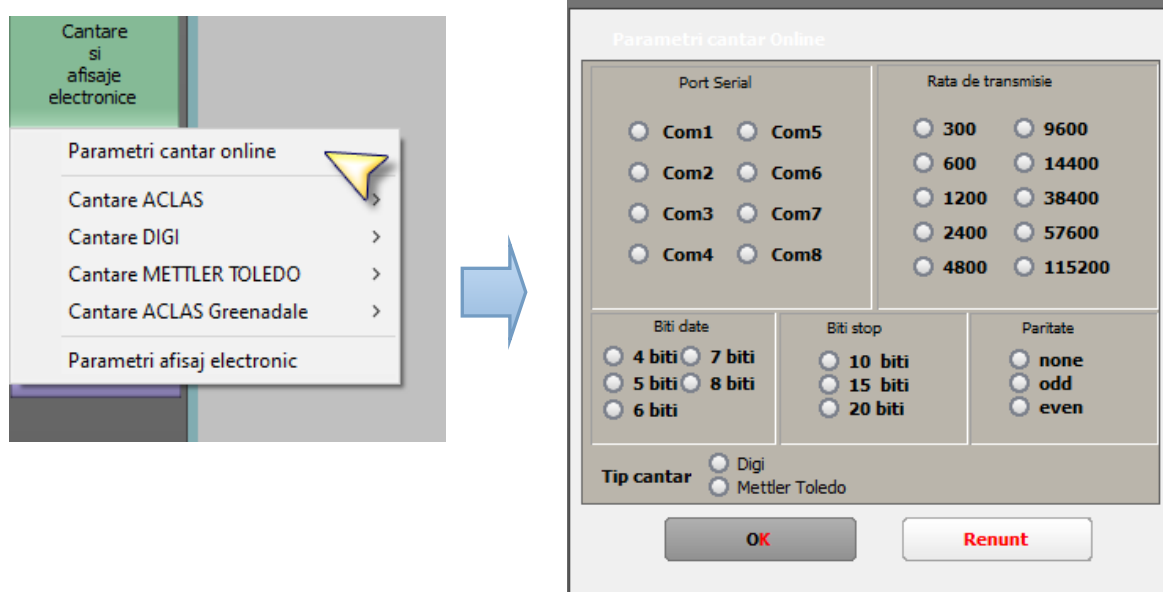 Cantare
si
afisaje
electronice
Parametri cantar online
Cantare ACLAS
Cantare DIGI
Cantare METTLER TOLEDO
Cantare ACLAS Greenadale
Parametri afisaj electronic
Parametri cantar Online
Port Serial
Com1 Com5
Com2 Com6
Com3 Com7
Com4 Com8
Rata de transmisie
300 9600
600 14400
1200 38400
2400 57600
4800 115200
Biti date
4 biti 7 biti
5 biti 8 biti
6 biti
Biti stop
10 biti
15 biti
20 biti
Paritate
none
odd
even
Tip cantar
Digi
Mettler Toledo
OK
Renunt